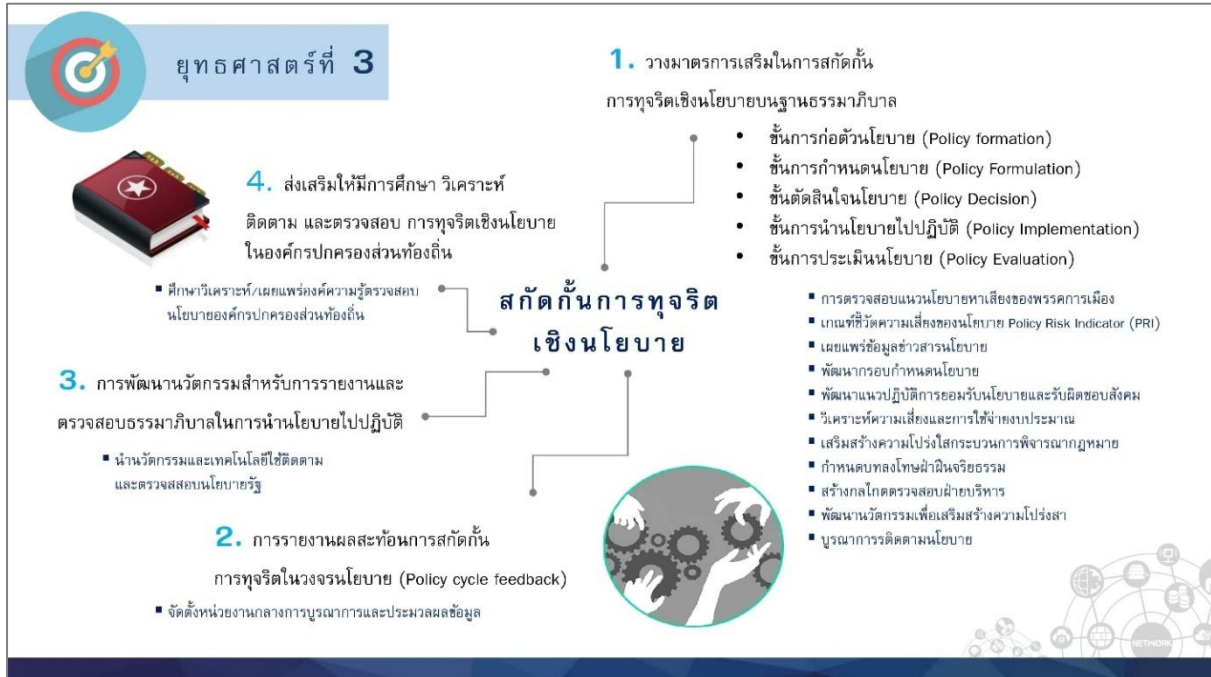 ยุทธศาสตร์ที่ 3
1. วางมาตรการเสริมในการสกัดกั้น
การทุจริตเชิงนโยบายบนฐานธรรมาภิบาล
• ขั้นการก่อตัวนโยบาย (Policy formation)
• ขั้นการกำหนดนโยบาย (Policy Formulation)
• ขั้นตัดสินใจนโยบาย (Policy Decision)
• ขั้นการนำนโยบายไปปฏิบัติ (Policy Implementation)
• ขั้นการประเมินนโยบาย (Policy Evaluation)
▪ การตรวจสอบแนวนโยบายหาเสียงของพรรคการเมือง
▪ เกณฑ์ชี้วัดความเสี่ยงของนโยบาย Policy Risk Indicator (PRI)
▪ เผยแพร่ข้อมูลข่าวสารนโยบาย
▪ พัฒนากรอบกำหนดนโยบาย
▪ พัฒนาแนวปฏิบัติการยอมรับนโยบายและรับผิดชอบสังคม
▪ วิเคราะห์ความเสี่ยงและการใช้จ่ายงบประมาณ
▪ เสริมสร้างความโปร่งใสกระบวนการพิจารณากฎหมาย
▪ กำหนดบทลงโทษฝ่าฝืนจริยธรรม
▪ สร้างกลไกตตรวจสอบฝ่ายบริหาร
▪ พัฒนานวัตกรรมเพื่อเสริมสร้างความโปร่งสา
▪ บูรณาการรติดตามนโยบาย
สกัดกั้นการทุจริต
เชิงนโยบาย
4. ส่งเสริมให้มีการศึกษา วิเคราะห์
ติดตาม และตรวจสอบ การทุจริตเชิงนโยบาย
ในองค์กรปกครองส่วนท้องถิ่น
▪ ศึกษาวิเคราะห์/เผยแพร่องค์ความรู้ตรวจสอบ
นโยบายองค์กรปกครองส่วนท้องถิ่น
3. การพัฒนานวัตกรรมสำหรับการรายงานและ
ตรวจสอบธรรมาภิบาลในการนำนโยบายไปปฏิบัติ
▪ นำนวัตกรรมและเทคโนโลยีใช้ติดตาม
และตรวจสสอบนโยบายรัฐ
2. การรายงานผลสะท้อนการสกัดกั้น
การทุจริตในวงจรนโยบาย (Policy cycle feedback)
▪ จัดตั้งหน่วยงานกลางการบูรณาการและประมวลผลข้อมูล
NETWORK